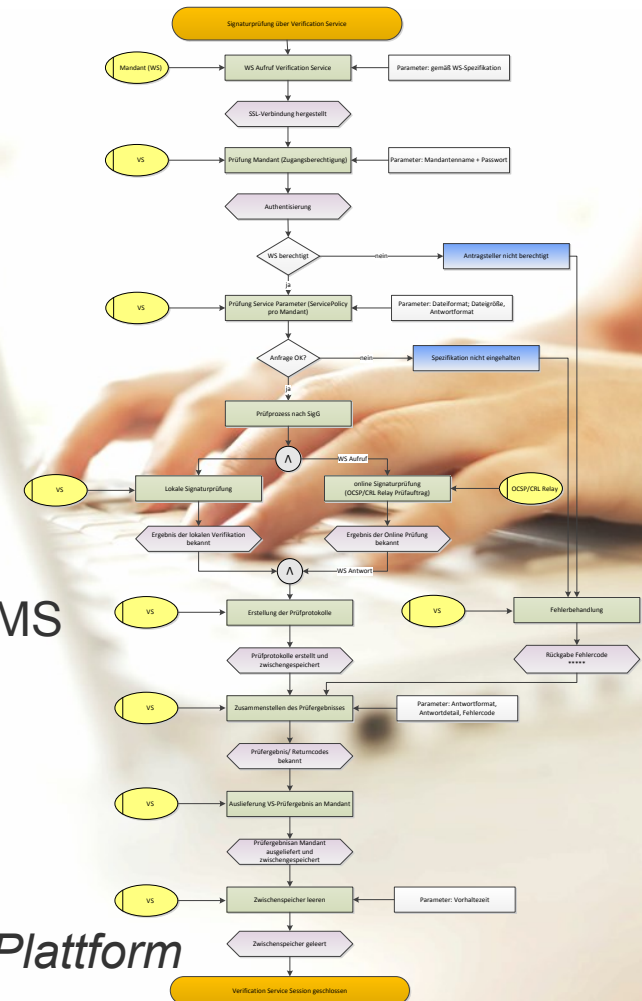 Signaturprüfung über Verification Service
Mandant (WS)
WS Aufruf Verification Service
Parameter: gemäß WS-Spezifikation
SSL-Verbindung hergestellt
VS
Prüfung Mandant (Zugangsberechtigung)
Parameter: Mandantenname + Passwort
Authentisierung
WS berechtigt
nein
Antragsteller nicht berechtigt
ja
VS
Prüfung Service Parameter (ServicePolicy
pro Mandant)
Parameter: Dateiformat; Dateigröße,
Antwortformat
Anfrage OK?
nein
Spezifikation nicht eingehalten
ja
Prüfprozess nach SigG
Λ
WS Aufruf
VS
Lokale Signaturprüfung
online Signaturprüfung
(OCSP/CRL Relay Prüfauftrag)
OCSP/CRL Relay
Ergebnis der lokalen Verifikation
bekannt
Ergebnis der Online Prüfung
bekannt
Λ
WS Antwort
MS
VS
Erstellung der Prüfprotokolle
VS
Fehlerbehandlung
Prüfprotokolle erstellt und
zwischengespeichert
Rückgabe Fehlercode
*****
VS
Zusammenstellen des Prüfergebnisses
Parameter: Antwortformat,
Antwortdetail, Fehlercode
Prüfergebnis/ Returncodes
bekannt
VS
Auslieferung VS-Prüfergebnis an Mandant
Prüfergebnisan Mandant
ausgeliefert und
zwischengespeichert
VS
Zwischenspeicher leeren
Parameter: Vorhaltezeit
Zwischenspeicher geleert
Plattform
Verification Service Session geschlossen